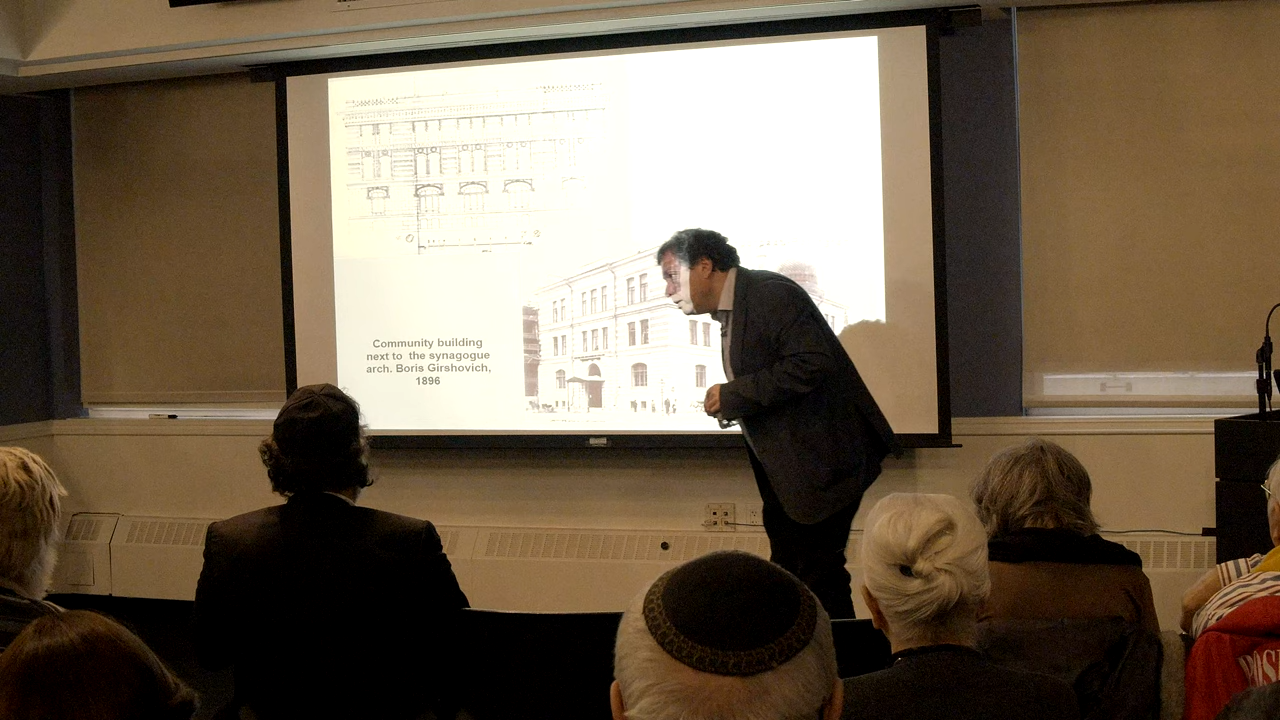 Community building
next to the synagogue
arch. Boris Girshovich,
1896